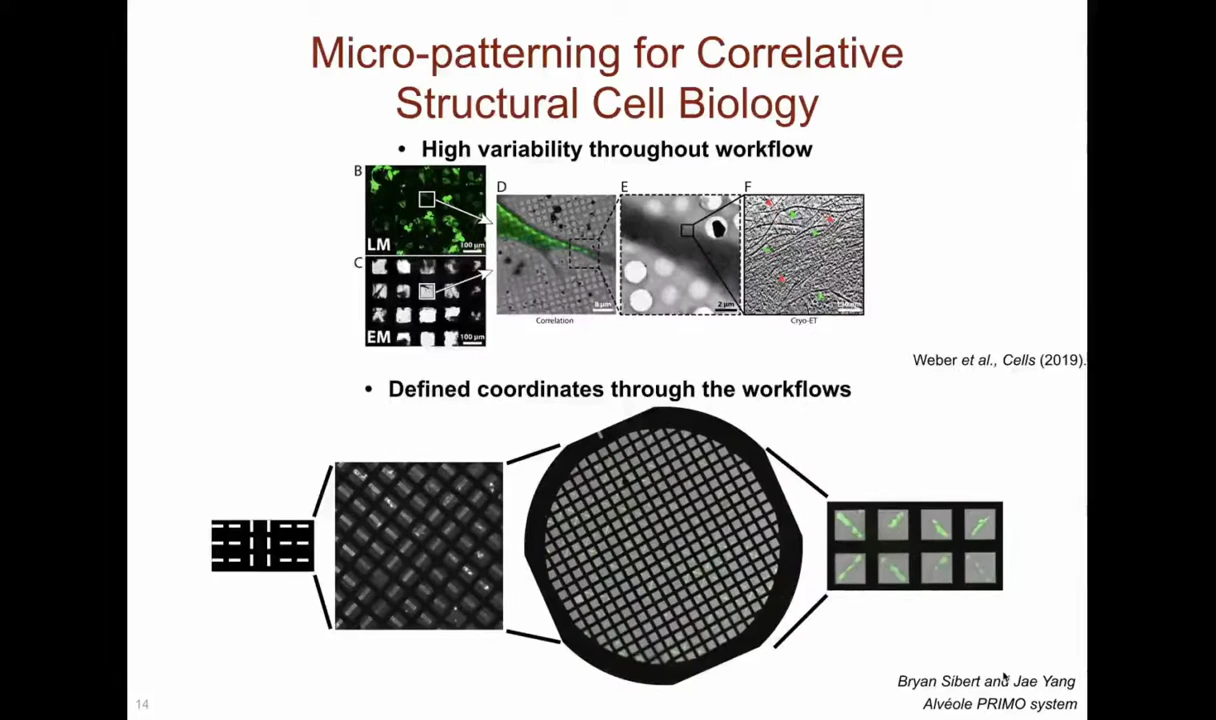 Micro-patterning for Correlative
Structural Cell Biology
• High variability throughout workflow
B
LM
100 µm
C
EM
100 µm
D
8 µm
Correlation
E
2 µm
F
Cryo-ET
Weber et al., Cells (2019).
• Defined coordinates through the workflows
Bryan Sibert and Jae Yang
Alvéole PRIMO system
14